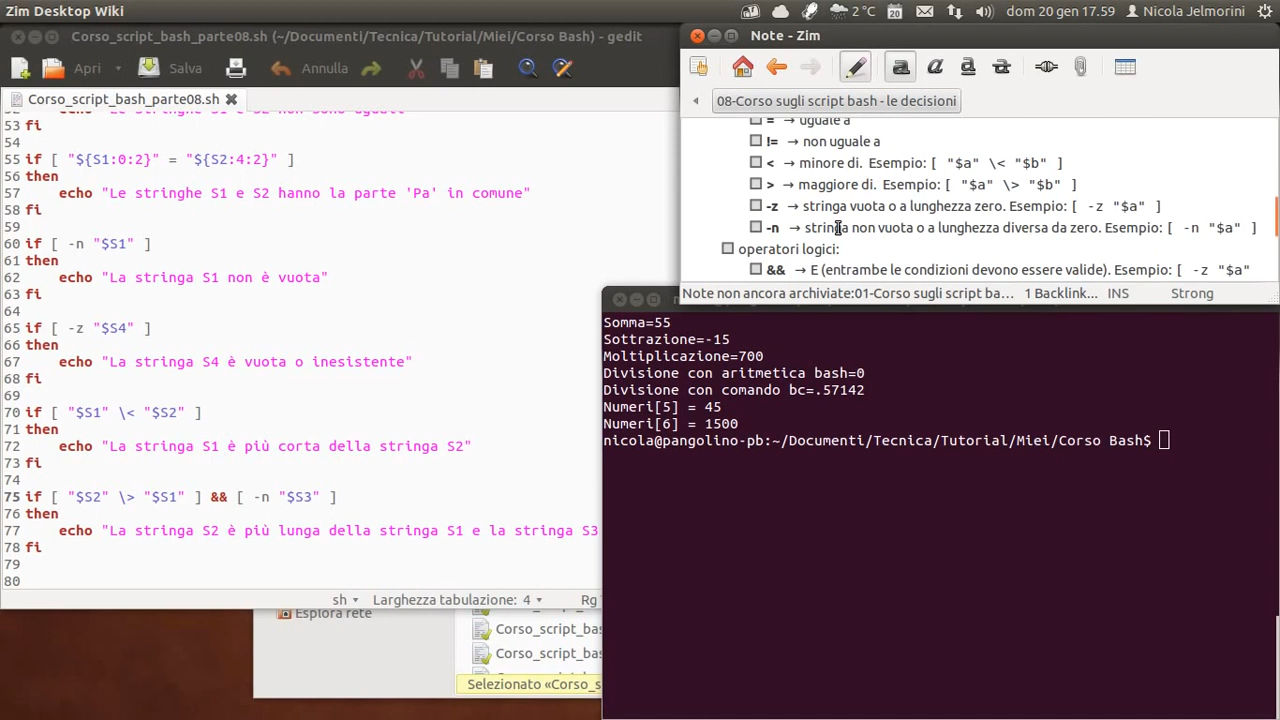 Zim Desktop Wiki
2 °C
20
dom 20 gen 17.59
Nicola Jelmorini
Corso_script_bash_parte08.sh (~/Documenti/Tecnica/Tutorial/Miei/Corso Bash) - gedit
Apri
Salva
Annulla
Corso_script_bash_parte08.sh
53 fi
54
55 if [ "${S1:0:2}" = "${S2:4:2}" ]
56 then
57 echo "Le stringhe S1 e S2 hanno la parte 'Pa' in comune"
58 fi
59
60 if [ -n "$S1" ]
61 then
62 echo "La stringa S1 non è vuota"
63 fi
64
65 if [ -z "$S4" ]
66 then
67 echo "La stringa S4 è vuota o inesistente"
68 fi
69
70 if [ "$S1" \< "$S2" ]
71 then
72 echo "La stringa S1 è più corta della stringa S2"
73 fi
74
75 if [ "$S2" \> "$S1" ] && [ -n "$S3" ]
76 then
77 echo "La stringa S2 è più lunga della stringa S1 e la stringa S3
78 fi
79
80
sh
Larghezza tabulazione: 4
Rg
Esplora rete
Corso_script_bas
Corso_script_bas
Selezionato «Corso_s
Note - Zim
08-Corso sugli script bash - le decisioni
= → uguale a
!= → non uguale a
< → minore di. Esempio: [ "$a" \< "$b" ]
> → maggiore di. Esempio: [ "$a" \> "$b" ]
-z → stringa vuota o a lunghezza zero. Esempio: [ -z "$a" ]
-n → stringa non vuota o a lunghezza diversa da zero. Esempio: [ -n "$a" ]
operatori logici:
&& → E (entrambe le condizioni devono essere valide). Esempio: [ -z "$a"
Note non ancora archiviate:01-Corso sugli script ba...
1 Backlink...
INS
Strong
Somma=55
Sottrazione=-15
Moltiplicazione=700
Divisione con aritmetica bash=0
Divisione con comando bc=.57142
Numeri[5] = 45
Numeri[6] = 1500
nicola@pangolino-pb:~/Documenti/Tecnica/Tutorial/Miei/Corso Bash$